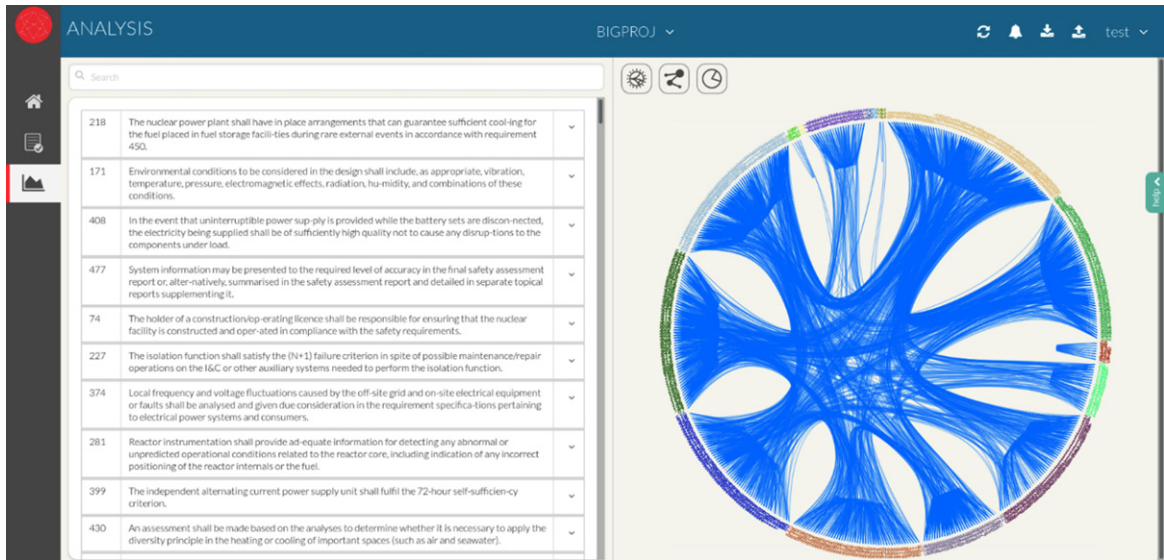 ANALYSIS
BIGPROJ
test
Search
218
The nuclear power plant shall have in place arrangements that can guarantee sufficient cool-ing for
the fuel placed in fuel storage facili-ties during rare external events in accordance with requirement
450.
171
Environmental conditions to be considered in the design shall include, as appropriate, vibration,
temperature, pressure, electromagnetic effects, radiation, hu-midity, and combinations of these
conditions.
408
In the event that uninterruptible power sup-ply is provided while the battery sets are discon-nected,
the electricity being supplied shall be of sufficiently high quality not to cause any disrup-tions to the
components under load.
477
System information may be presented to the required level of accuracy in the final safety assessment
report or, alter-natively, summarised in the safety assessment report and detailed in separate topical
reports supplementing it.
74
The holder of a construction/op-erating licence shall be responsible for ensuring that the nuclear
facility is constructed and oper-ated in compliance with the safety requirements.
227
The isolation function shall satisfy the (N+1) failure criterion in spite of possible maintenance/repair
operations on the I&C or other auxiliary systems needed to perform the isolation function.
374
Local frequency and voltage fluctuations caused by the off-site grid and on-site electrical equipment
or faults shall be analysed and given due consideration in the requirement specifica-tions pertaining
to electrical power systems and consumers.
281
Reactor instrumentation shall provide ad-equate information for detecting any abnormal or
unpredicted operational conditions related to the reactor core, including indication of any incorrect
positioning of the reactor internals or the fuel.
399
The independent alternating current power supply unit shall fulfil the 72-hour self-sufficien-cy
criterion.
430
An assessment shall be made based on the analyses to determine whether it is necessary to apply the
diversity principle in the heating or cooling of important spaces (such as air and seawater).
help